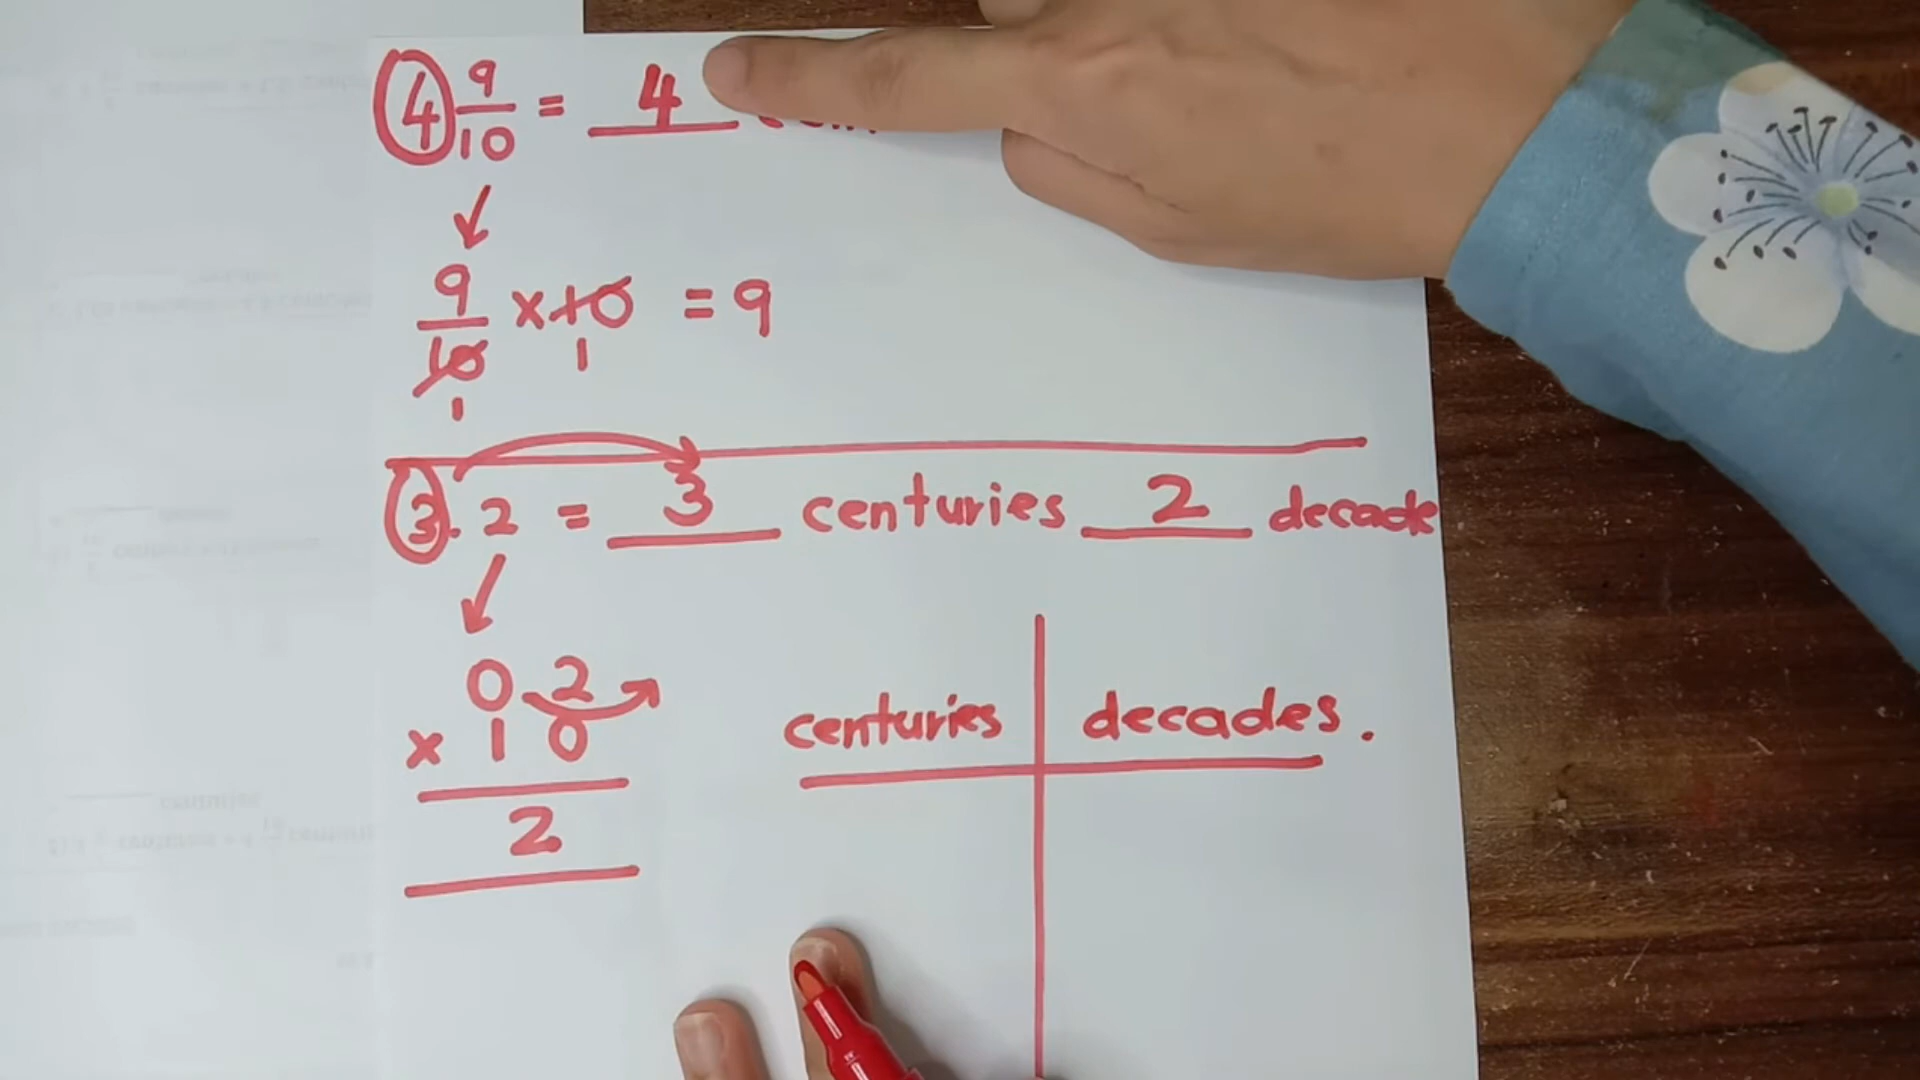 4 9/10 = 4
9/10 x 10 = 9
1 1
3.2 = 3 centuries 2 decade
0.2
x 10
2
centuries decades.